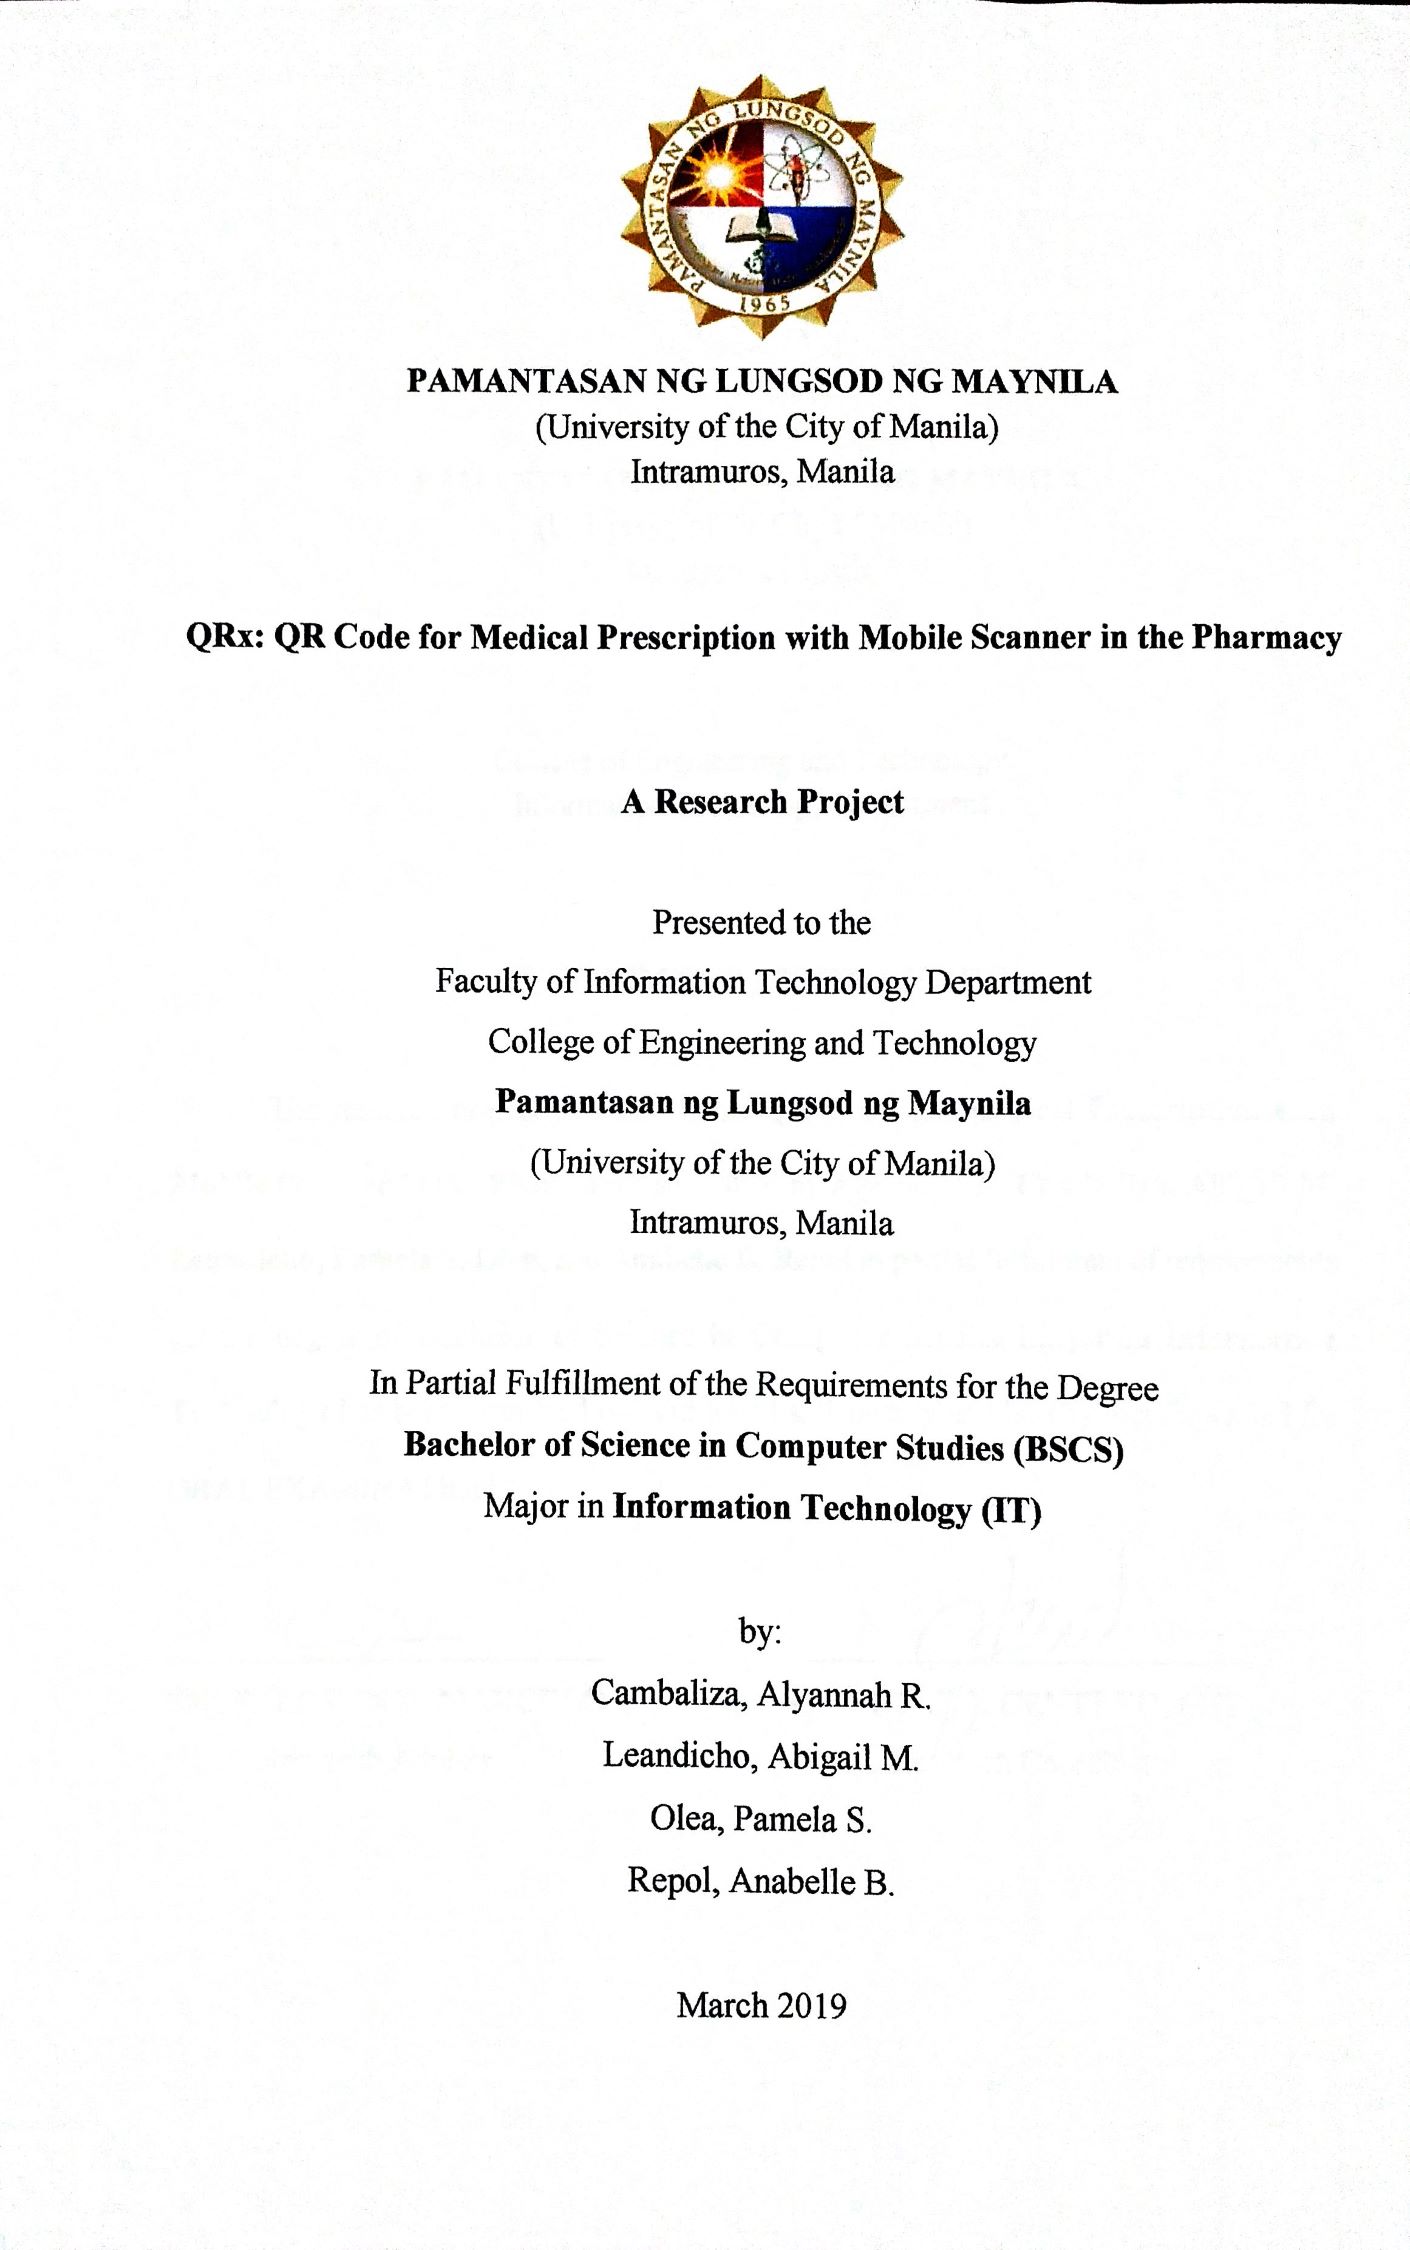 PAMANTASAN NG LUNGSOD NG MAYNILA
1965
PAMANTASAN NG LUNGSOD NG MAYNILA
(University of the City of Manila)
Intramuros, Manila
QRx: QR Code for Medical Prescription with Mobile Scanner in the Pharmacy
A Research Project
Presented to the
Faculty of Information Technology Department
College of Engineering and Technology
Pamantasan ng Lungsod ng Maynila
(University of the City of Manila)
Intramuros, Manila
In Partial Fulfillment of the Requirements for the Degree
Bachelor of Science in Computer Studies (BSCS)
Major in Information Technology (IT)
by:
Cambaliza, Alyannah R.
Leandicho, Abigail M.
Olea, Pamela S.
Repol, Anabelle B.
March 2019